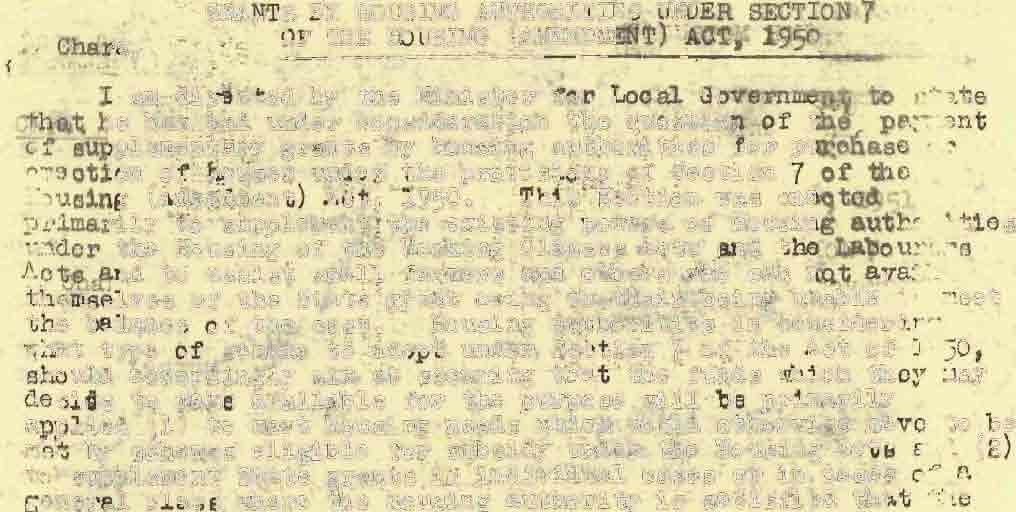 GRANTS BY HOUSING AUTHORITIES UNDER SECTION 7
OF THE HOUSING (AMENDMENT) ACT, 1950
Chara
I am directed by the Minister for Local Government to state
that he has had under consideration the question of the payment
of supplementary grants by housing authorities for purchase or
erection of houses under the provisions of Section 7 of the
Housing (Amendment) Act, 1950. This Section was enacted
primarily to supplement the existing powers of housing authorities
under the Housing of the Working Classes Acts and the Labourers
Acts and to assist small farmers and others who can not avail
themselves of the State grant owing to their being unable to meet
the balance of the cost. Housing authorities in considering
what type of scheme to adopt under Section 7 of the Act of 1950,
should accordingly aim at securing that the funds which they may
decide to make available for the purpose will be primarily
applied (1) to meet housing needs which would otherwise have to be
met by schemes eligible for subsidy under the Housing Acts and (2)
to supplement State grants in individual cases or in cases of a
general class where the housing authority is satisfied that the